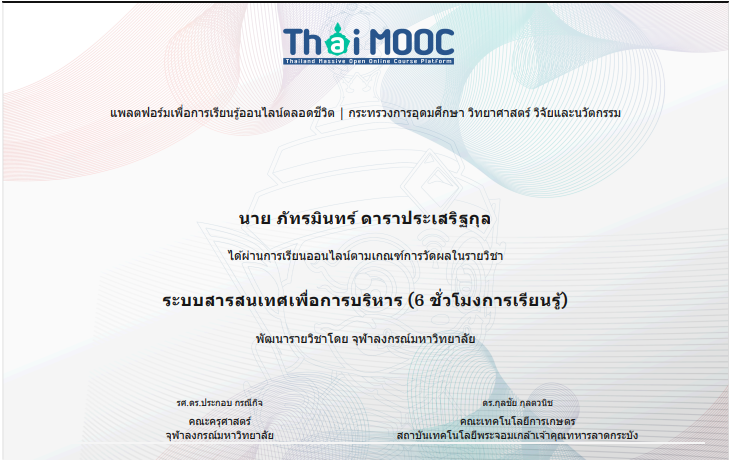 Thai MOOC
Thailand Massive Open Online Course Platform
แพลตฟอร์มเพื่อการเรียนรู้ออนไลน์ตลอดชีวิต | กระทรวงการอุดมศึกษา วิทยาศาสตร์ วิจัยและนวัตกรรม
นาย ภัทรมินทร์ ดาราประเสริฐกุล
ได้ผ่านการเรียนออนไลน์ตามเกณฑ์การวัดผลในรายวิชา
ระบบสารสนเทศเพื่อการบริหาร (6 ชั่วโมงการเรียนรู้)
พัฒนารายวิชาโดย จุฬาลงกรณ์มหาวิทยาลัย
รศ.ดร.ประกอบ กรณีกิจ
คณะครุศาสตร์
จุฬาลงกรณ์มหาวิทยาลัย
ดร.กุลชัย กุลตวนิช
คณะเทคโนโลยีการเกษตร
สถาบันเทคโนโลยีพระจอมเกล้าเจ้าคุณทหารลาดกระบัง